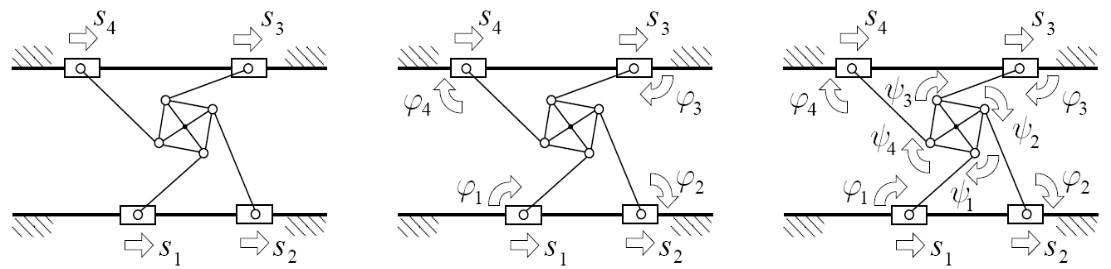 s₄ s₃ s₄ s₃ s₄ s₃
φ₄ φ₃ φ₄ ψ₃ φ₃
ψ₄ ψ₂
φ₁ φ₂ φ₁ ψ₁ φ₂
s₁ s₂ s₁ s₂ s₁ s₂